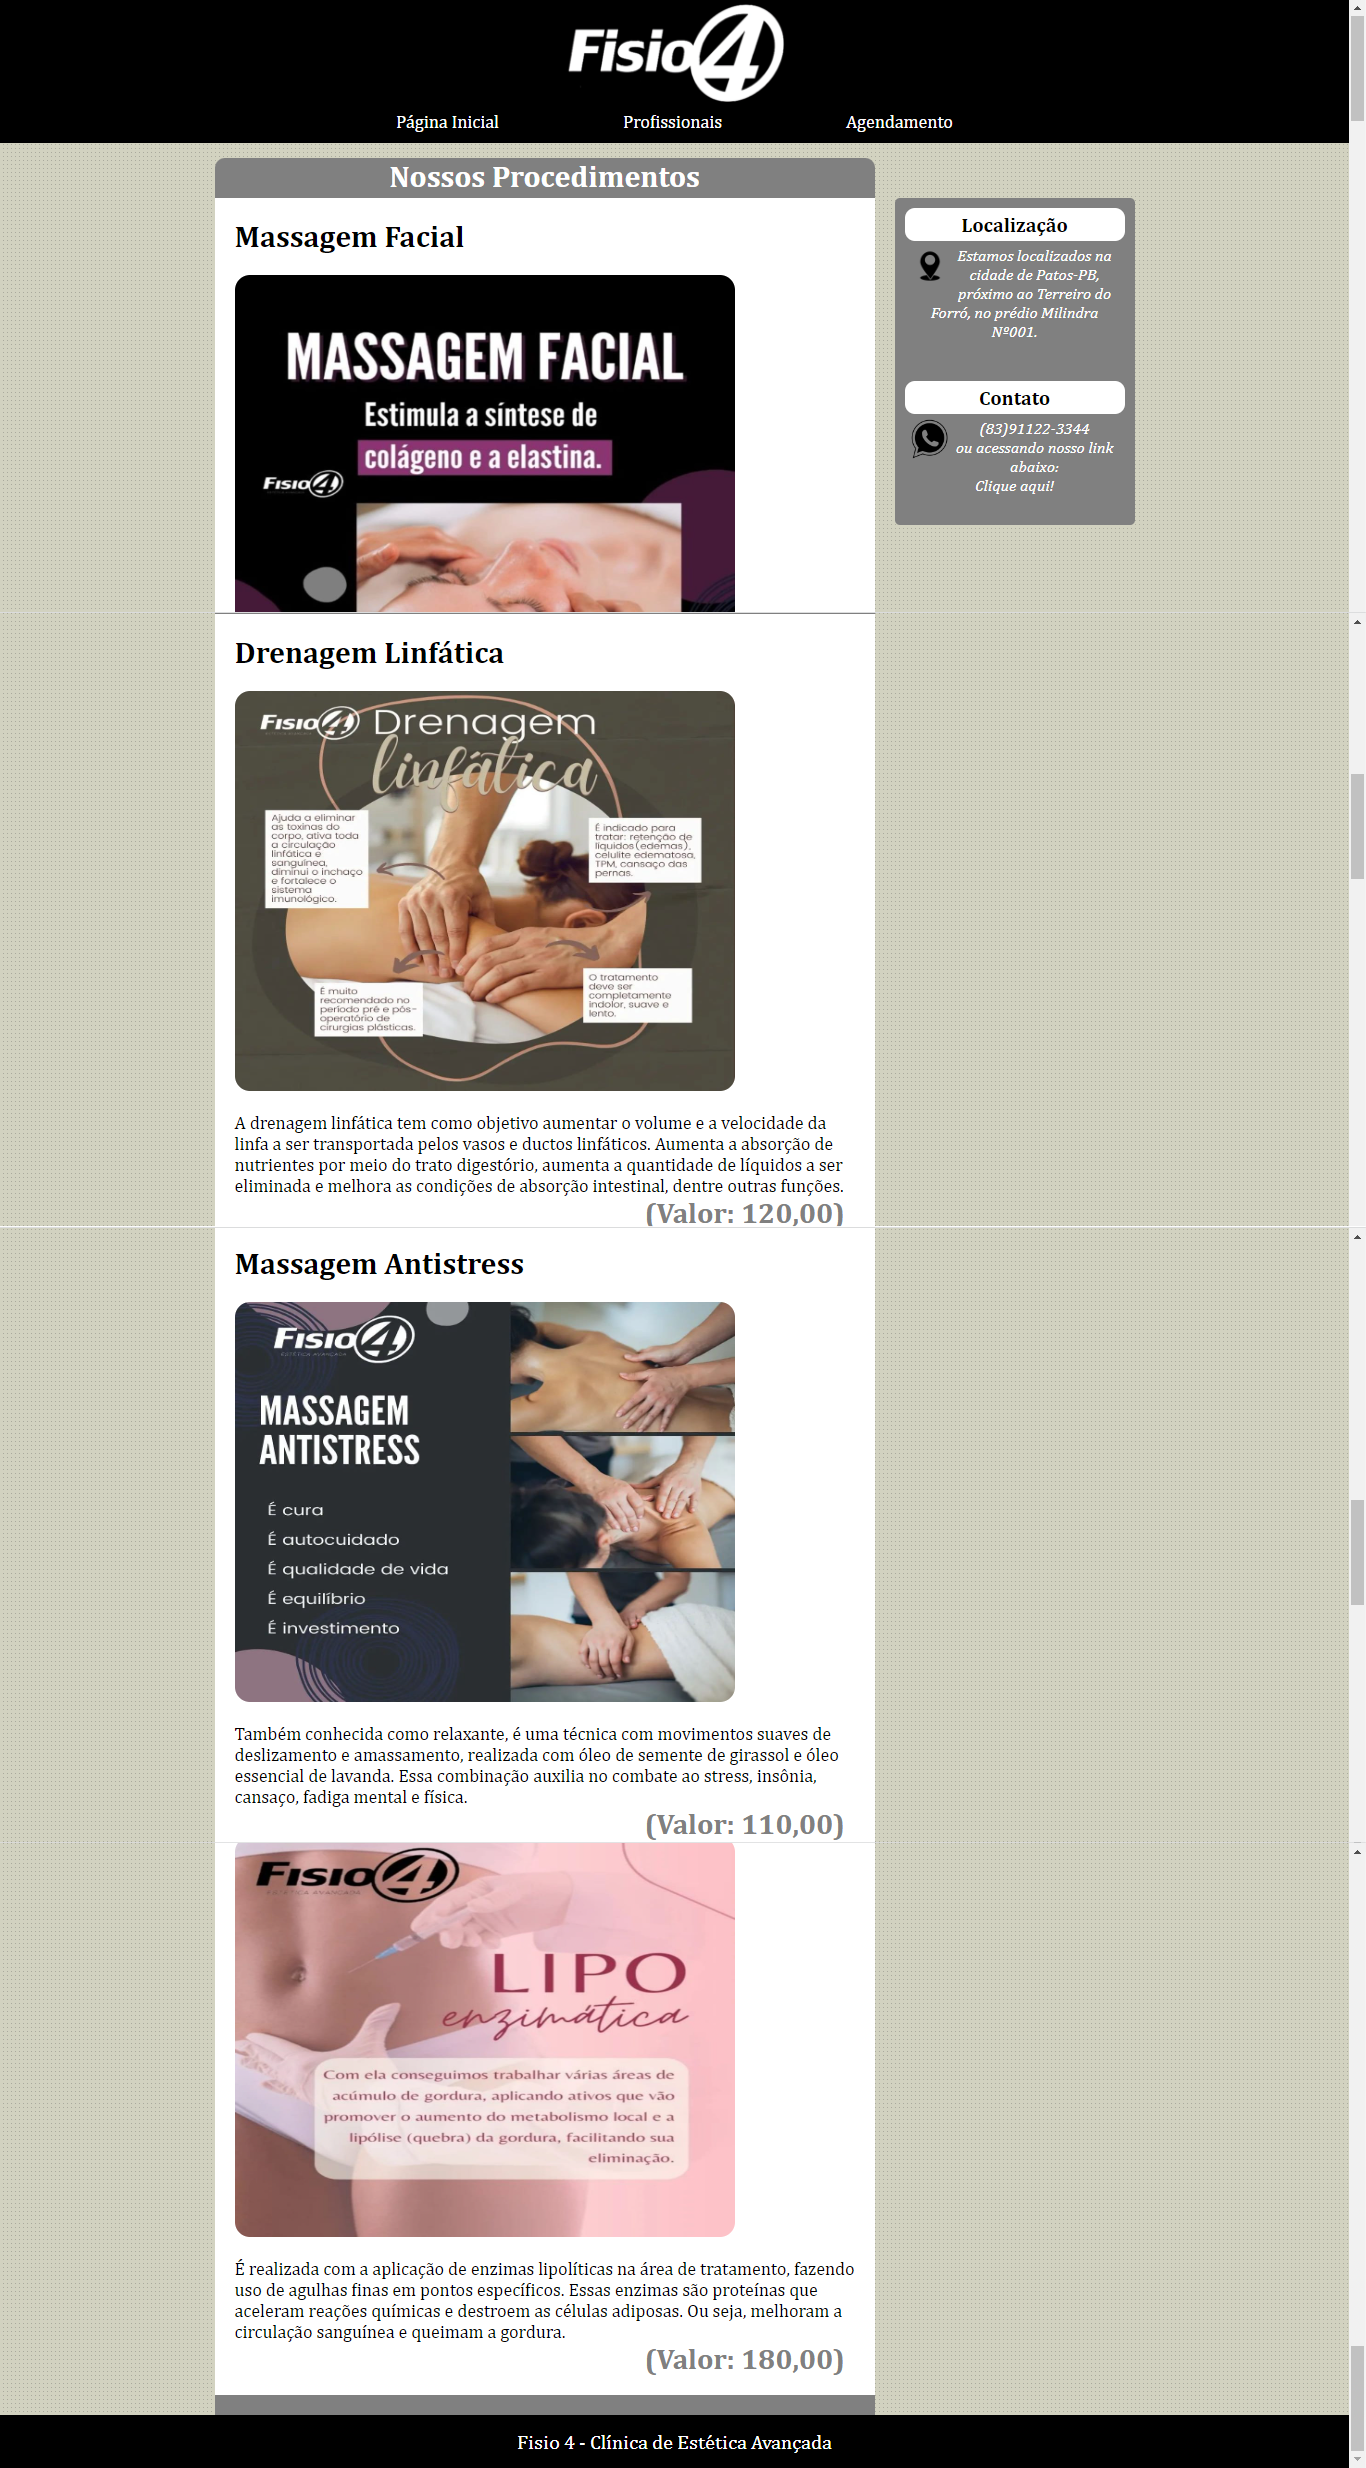 Fisio4
Página Inicial
Profissionais
Agendamento
Nossos Procedimentos
Massagem Facial
MASSAGEM FACIAL
Estimula a síntese de
colágeno e a elastina.
Fisio4
Localização
Estamos localizados na
cidade de Patos-PB,
próximo ao Terreiro do
Forró, no prédio Milindra
Nº001.
Contato
(83)91122-3344
ou acessando nosso link
abaixo:
Clique aqui!
Drenagem Linfática
Fisio4
Drenagem
linfática
Ajuda a eliminar
as toxinas do
corpo, ativa toda
a circulação
linfática e
sanguínea,
diminui o inchaço
e fortalece o
sistema
imunológico.
É indicado para
tratar: retenção de
líquidos(edemas),
celulite edematosa,
TPM, cansaço das
pernas.
É muito
recomendado no
período pré e pós-
operatório de
cirurgias plásticas.
O tratamento
deve ser
completamente
indolor, suave e
lento.
A drenagem linfática tem como objetivo aumentar o volume e a velocidade da
linfa a ser transportada pelos vasos e ductos linfáticos. Aumenta a absorção de
nutrientes por meio do trato digestório, aumenta a quantidade de líquidos a ser
eliminada e melhora as condições de absorção intestinal, dentre outras funções.
(Valor: 120,00)
Massagem Antistress
Fisio4
ESTÉTICA AVANÇADA
MASSAGEM
ANTISTRESS
É cura
É autocuidado
É qualidade de vida
É equilíbrio
É investimento
Também conhecida como relaxante, é uma técnica com movimentos suaves de
deslizamento e amassamento, realizada com óleo de semente de girassol e óleo
essencial de lavanda. Essa combinação auxilia no combate ao stress, insônia,
cansaço, fadiga mental e física.
(Valor: 110,00)
Fisio4
ESTÉTICA AVANÇADA
LIPO
enzimática
Com ela conseguimos trabalhar várias áreas de
acúmulo de gordura, aplicando ativos que vão
promover o aumento do metabolismo local e a
lipólise (quebra) da gordura, facilitando sua
eliminação.
É realizada com a aplicação de enzimas lipolíticas na área de tratamento, fazendo
uso de agulhas finas em pontos específicos. Essas enzimas são proteínas que
aceleram reações químicas e destroem as células adiposas. Ou seja, melhoram a
circulação sanguínea e queimam a gordura.
(Valor: 180,00)
Fisio 4 - Clínica de Estética Avançada